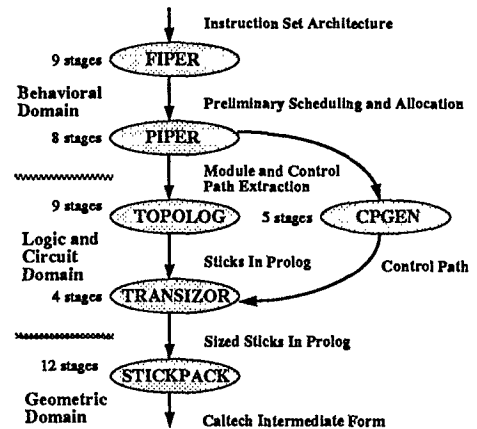 Instruction Set Architecture
9 stages
FIPER
Behavioral
Domain
Preliminary Scheduling and Allocation
8 stages
PIPER
Module and Control
Path Extraction
9 stages
TOPOLOG
5 stages
CPGEN
Logic and
Circuit
Domain
Sticks In Prolog
Control Path
4 stages
TRANSIZOR
Sized Sticks In Prolog
12 stages
STICKPACK
Geometric
Domain
Caltech Intermediate Form